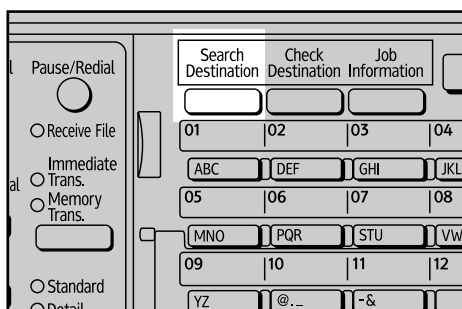 Search
Destination
Check
Destination
Job
Information
Pause/Redial
Receive File
Immediate
Trans.
Memory
Trans.
Standard
01 02 03 04
ABC DEF GHI JKL
05 06 07 08
MNO PQR STU VW
09 10 11 12
YZ @._ -&